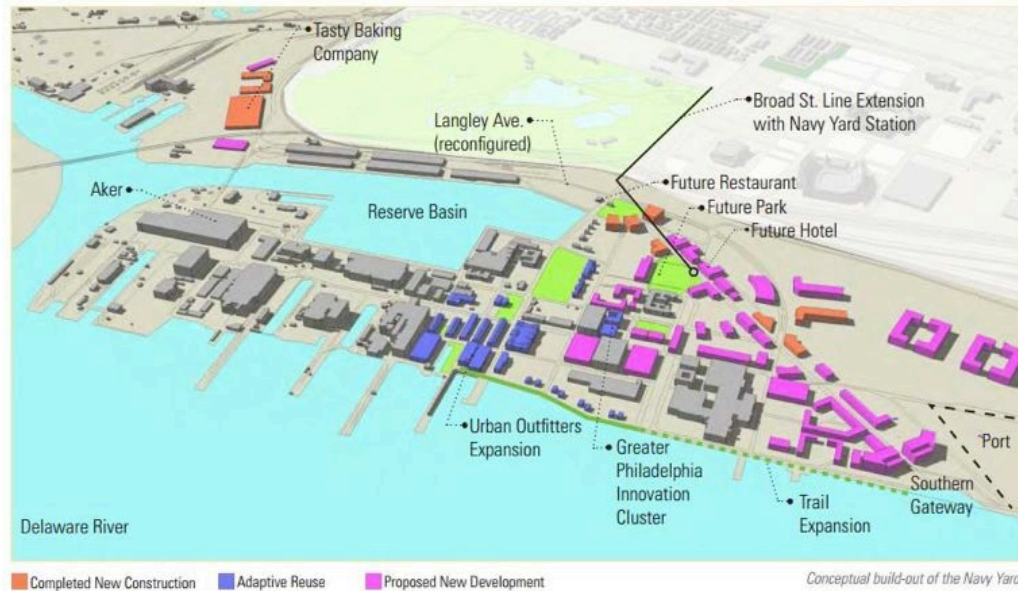 Tasty Baking
Company
Broad St. Line Extension
with Navy Yard Station
Langley Ave.
(reconfigured)
Future Restaurant
Future Park
Future Hotel
Aker
Reserve Basin
Urban Outfitters
Expansion
Greater
Philadelphia
Innovation
Cluster
Trail
Expansion
Southern
Gateway
Port
Delaware River
Completed New Construction
Adaptive Reuse
Proposed New Development
Conceptual build-out of the Navy Yard